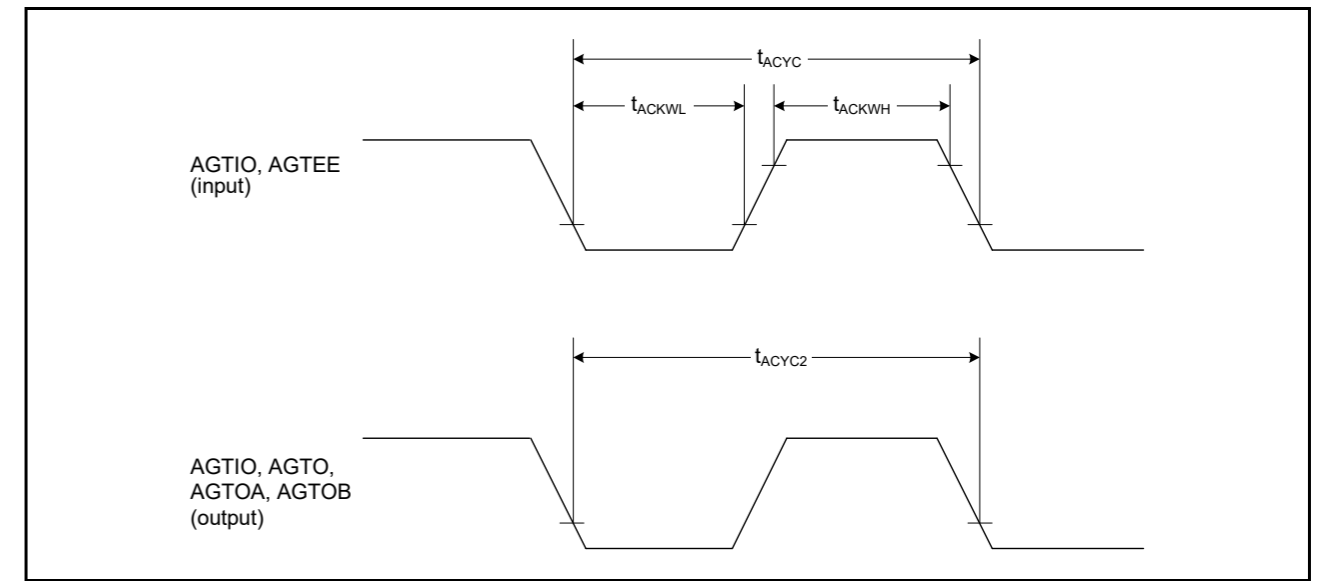 tACYC
tACKWL
tACKWH
AGTIO, AGTEE
(input)
tACYC2
AGTIO, AGTO,
AGTOA, AGTOB
(output)